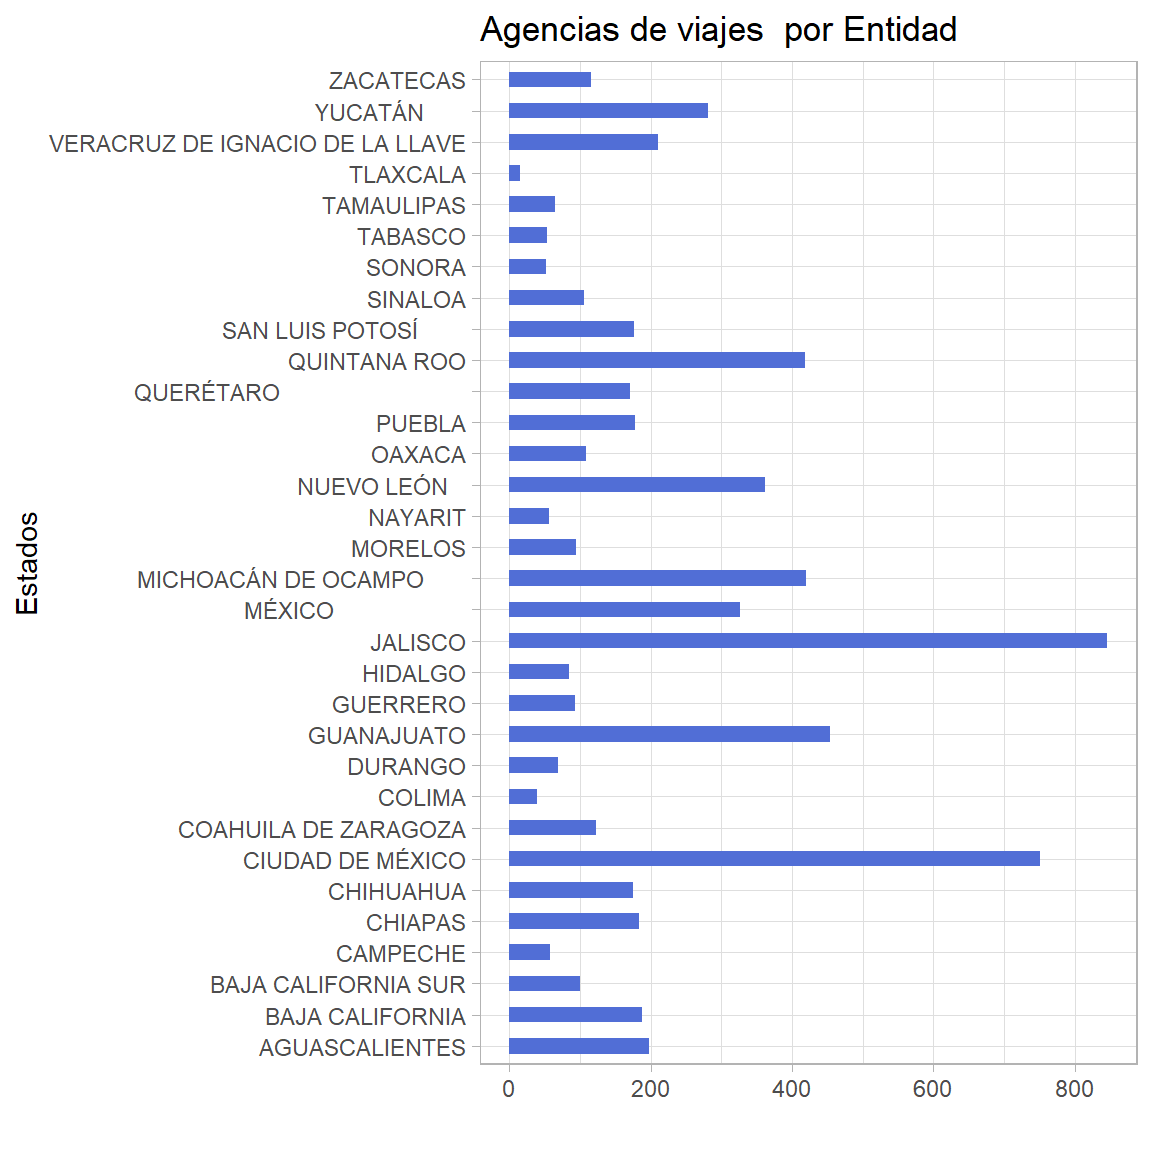 Agencias de viajes  por Entidad
ZACATECAS
YUCATÁN
VERACRUZ DE IGNACIO DE LA LLAVE
TLAXCALA
TAMAULIPAS
TABASCO
SONORA
SINALOA
SAN LUIS POTOSÍ
QUINTANA ROO
QUERÉTARO
PUEBLA
OAXACA
NUEVO LEÓN
NAYARIT
MORELOS
MICHOACÁN DE OCAMPO
MÉXICO
JALISCO
HIDALGO
GUERRERO
GUANAJUATO
DURANGO
COLIMA
COAHUILA DE ZARAGOZA
CIUDAD DE MÉXICO
CHIHUAHUA
CHIAPAS
CAMPECHE
BAJA CALIFORNIA SUR
BAJA CALIFORNIA
AGUASCALIENTES
Estados
0 200 400 600 800